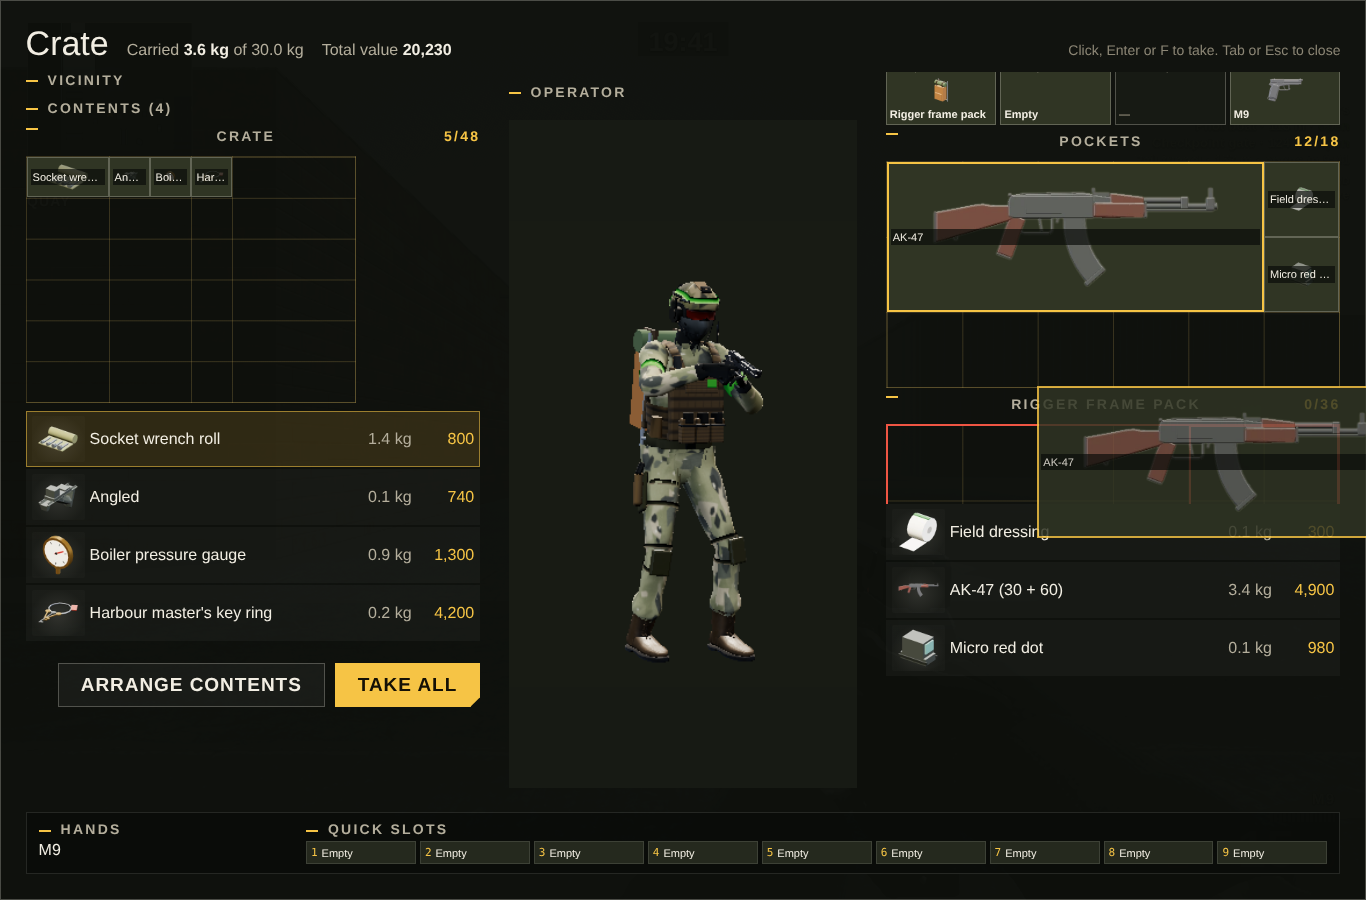 Crate
Carried 3.6 kg of 30.0 kg Total value 20,230
19:41
Click, Enter or F to take. Tab or Esc to close
VICINITY
CONTENTS (4)
CRATE 5/48
Socket wre… An… Boi… Har…
Socket wrench roll 1.4 kg 800
Angled 0.1 kg 740
Boiler pressure gauge 0.9 kg 1,300
Harbour master's key ring 0.2 kg 4,200
ARRANGE CONTENTS TAKE ALL
OPERATOR
Rigger frame pack Empty — M9
POCKETS 12/18
AK-47
Field dres…
Micro red …
RIGGER FRAME PACK 0/36
AK-47
Field dressing 0.1 kg 300
AK-47 (30 + 60) 3.4 kg 4,900
Micro red dot 0.1 kg 980
HANDS
M9
QUICK SLOTS
1 Empty 2 Empty 3 Empty 4 Empty 5 Empty 6 Empty 7 Empty 8 Empty 9 Empty